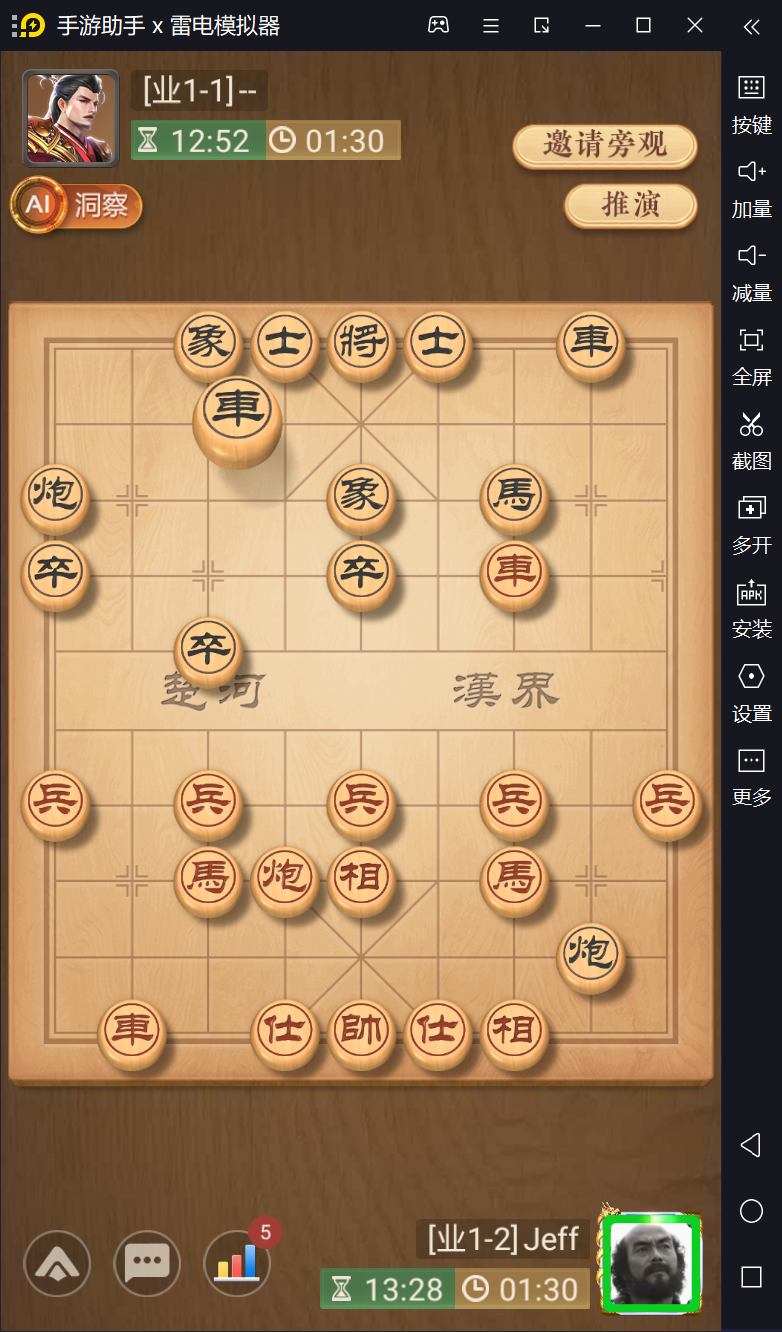 手游助手 x 雷电模拟器
[业1-1]--
12:52 01:30
邀请旁观
AI 洞察
推演
按键
加量
减量
全屏
截图
多开
APK
安装
设置
更多
象 士 將 士 車
車
炮 象 馬
卒 卒 車
卒
楚河 漢界
兵 兵 兵 兵 兵
馬 炮 相 馬
炮
車 仕 帥 仕 相
5
[业1-2] Jeff
13:28 01:30